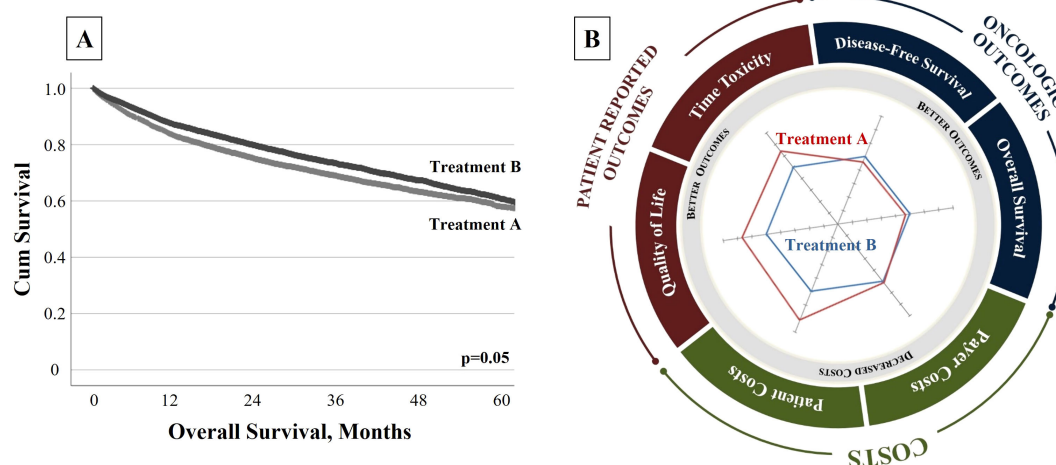 A
1.0
0.8
0.6
0.4
0.2
0
Cum Survival
Treatment B
Treatment A
p=0.05
0 12 24 36 48 60
Overall Survival, Months
B
PATIENT REPORTED
OUTCOMES
OUTCOMES
Time Toxicity
Disease-Free Survival
Overall Survival
Quality of Life
BETTER OUTCOMES
BETTER OUTCOMES
Treatment A
Treatment B
DECREASED COSTS
Patient Costs
Payer Costs
COSTS